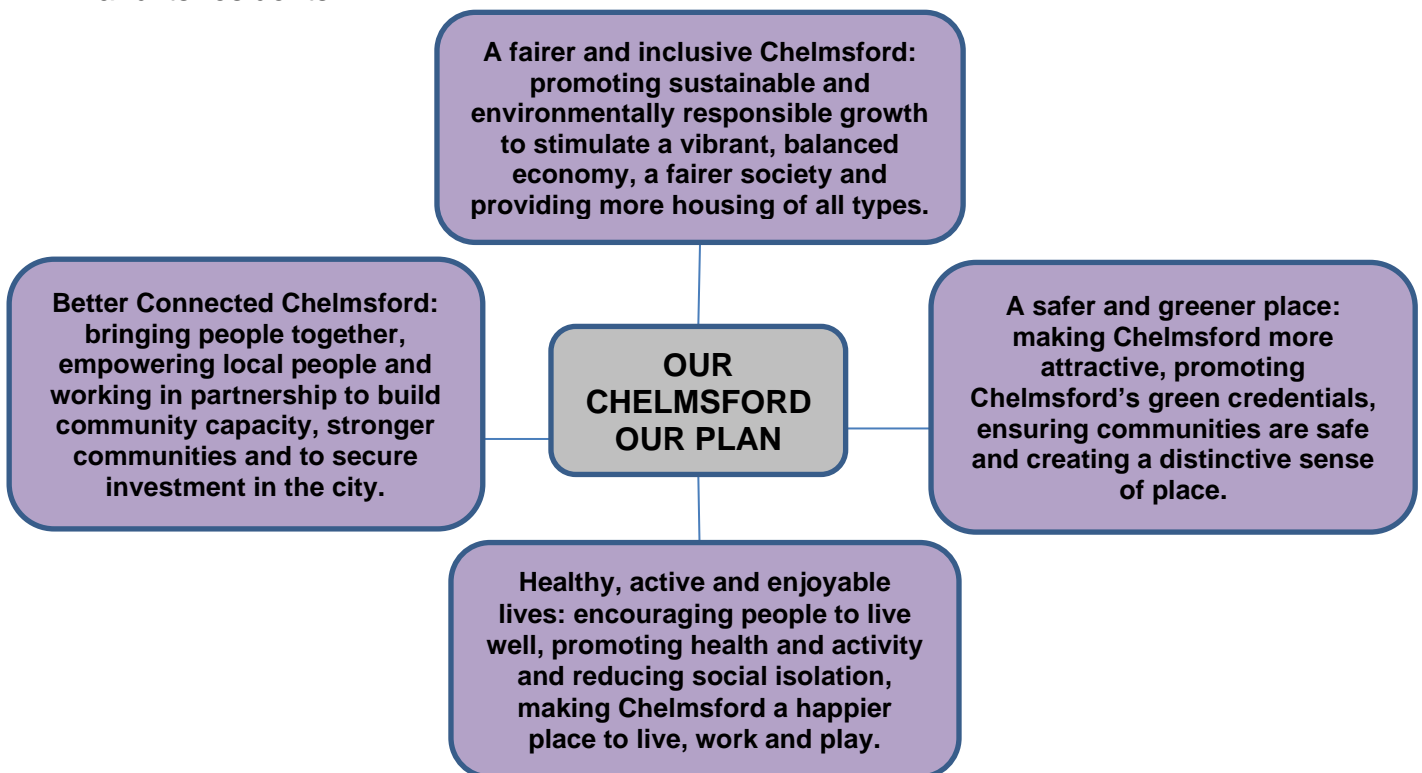 A fairer and inclusive Chelmsford:
promoting sustainable and
environmentally responsible growth
to stimulate a vibrant, balanced
economy, a fairer society and
providing more housing of all types.
Better Connected Chelmsford:
bringing people together,
empowering local people and
working in partnership to build
community capacity, stronger
communities and to secure
investment in the city.
OUR
CHELMSFORD
OUR PLAN
A safer and greener place:
making Chelmsford more
attractive, promoting
Chelmsford’s green credentials,
ensuring communities are safe
and creating a distinctive sense
of place.
Healthy, active and enjoyable
lives: encouraging people to live
well, promoting health and activity
and reducing social isolation,
making Chelmsford a happier
place to live, work and play.